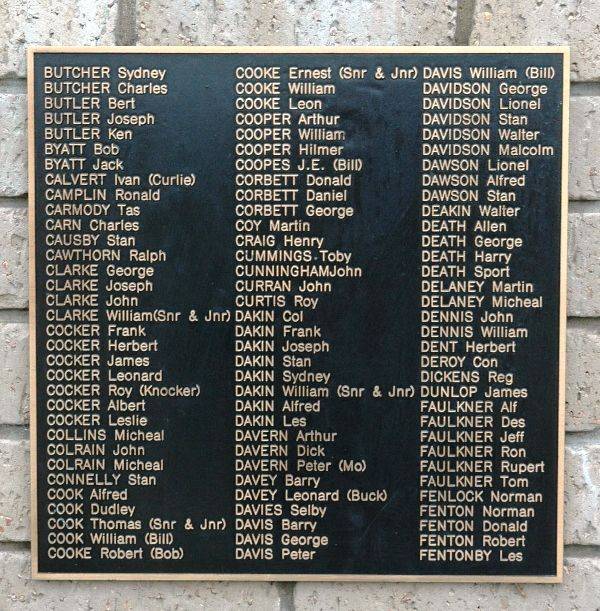 BUTCHER Sydney
BUTCHER Charles
BUTLER Bert
BUTLER Joseph
BUTLER Ken
BYATT Bob
BYATT Jack
CALVERT Ivan (Curlie)
CAMPLIN Ronald
CARMODY Tas
CARN Charles
CAUSBY Stan
CAWTHORN Ralph
CLARKE George
CLARKE Joseph
CLARKE John
CLARKE William(Snr & Jnr)
COCKER Frank
COCKER Herbert
COCKER James
COCKER Leonard
COCKER Roy (Knocker)
COCKER Albert
COCKER Leslie
COLLINS Micheal
COLRAIN John
COLRAIN Micheal
CONNELLY Stan
COOK Alfred
COOK Dudley
COOK Thomas (Snr & Jnr)
COOK William (Bill)
COOKE Robert (Bob)
COOKE Ernest (Snr & Jnr)
COOKE William
COOKE Leon
COOPER Arthur
COOPER William
COOPER Hilmer
COOPES J.E. (Bill)
CORBETT Donald
CORBETT Daniel
CORBETT George
COY Martin
CRAIG Henry
CUMMINGS Toby
CUNNINGHAMJohn
CURRAN John
CURTIS Roy
DAKIN Col
DAKIN Frank
DAKIN Joseph
DAKIN Stan
DAKIN Sydney
DAKIN William (Snr & Jnr)
DAKIN Alfred
DAKIN Les
DAVERN Arthur
DAVERN Dick
DAVERN Peter (Mo)
DAVEY Barry
DAVEY Leonard (Buck)
DAVIES Selby
DAVIS Barry
DAVIS George
DAVIS Peter
DAVIS William (Bill)
DAVIDSON George
DAVIDSON Lionel
DAVIDSON Stan
DAVIDSON Walter
DAVIDSON Malcolm
DAWSON Lionel
DAWSON Alfred
DAWSON Stan
DEAKIN Walter
DEATH Allen
DEATH George
DEATH Harry
DEATH Sport
DELANEY Martin
DELANEY Micheal
DENNIS John
DENNIS William
DENT Herbert
DEROY Con
DICKENS Reg
DUNLOP James
FAULKNER Alf
FAULKNER Des
FAULKNER Jeff
FAULKNER Ron
FAULKNER Rupert
FAULKNER Tom
FENLOCK Norman
FENTON Norman
FENTON Donald
FENTON Robert
FENTONBY Les